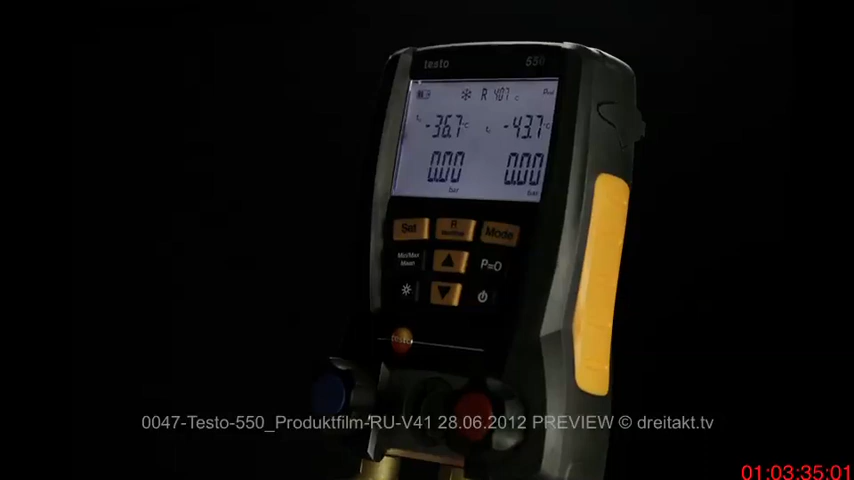 testo 550
R 407 c
-36.7 °C -43.7 °C
0.00 0.00
bar bar
Set R Mode
Min/Max
Mean P=0
testo
0047-Testo-550_Produktfilm-RU-V41 28.06.2012 PREVIEW © dreitakt.tv
01:03:35:01